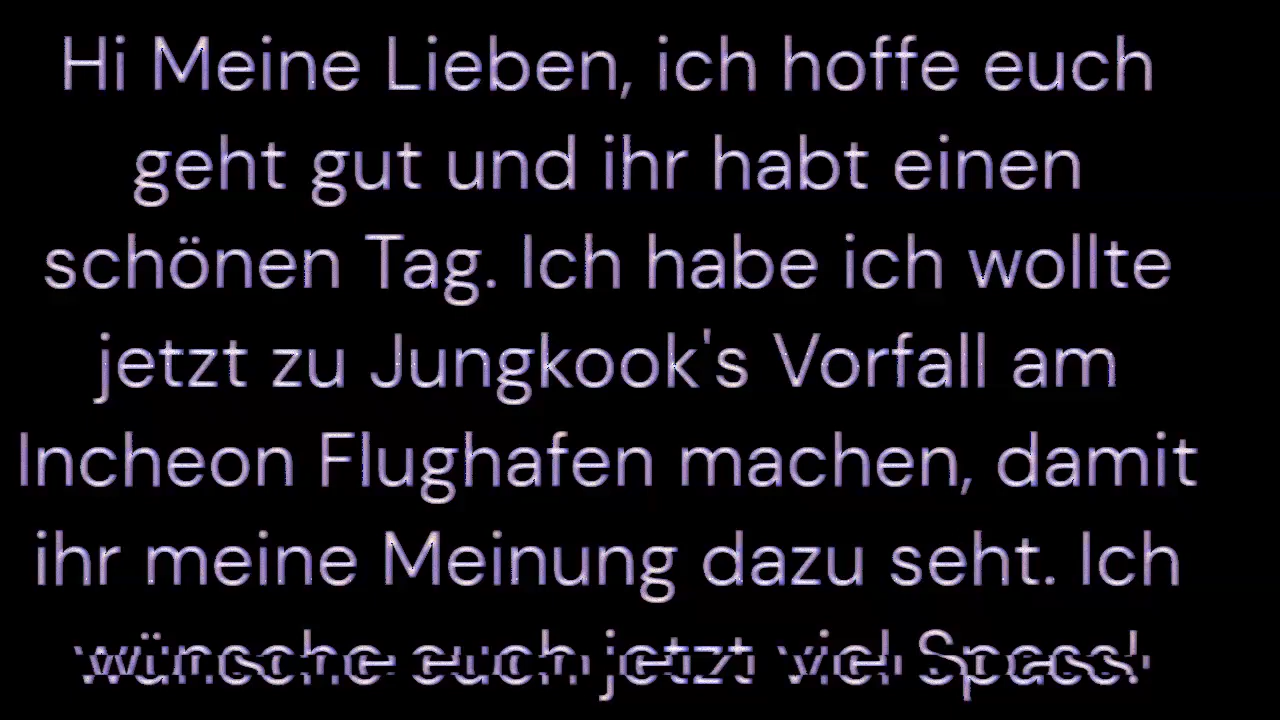 Hi Meine Lieben, ich hoffe euch
geht gut und ihr habt einen
schönen Tag. Ich habe ich wollte
jetzt zu Jungkook's Vorfall am
Incheon Flughafen machen, damit
ihr meine Meinung dazu seht. Ich
wünsche euch jetzt viel Spass!